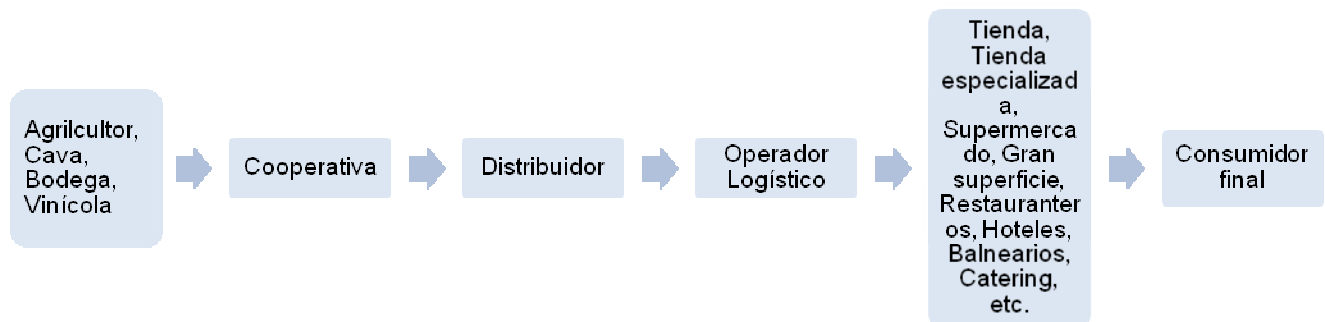 Agrilcultor,
Cava,
Bodega,
Vinícola
Cooperativa
Distribuidor
Operador
Logístico
Tienda,
Tienda
especializad
a,
Supermerca
do, Gran
superficie,
Restauranter
os, Hoteles,
Balnearios,
Catering,
etc.
Consumidor
final